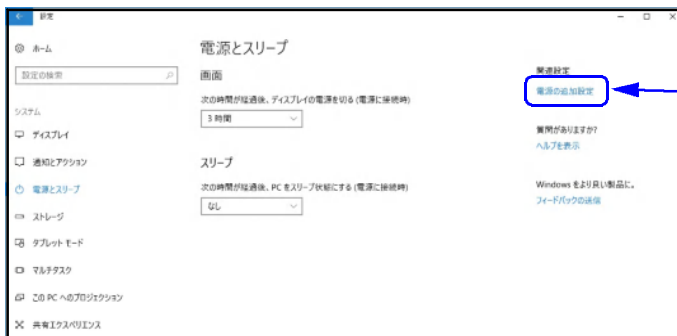 設定
ホーム
設定の検索
システム
ディスプレイ
通知とアクション
電源とスリープ
ストレージ
タブレット モード
マルチタスク
この PC へのプロジェクション
共有エクスペリエンス
電源とスリープ
画面
次の時間が経過後、ディスプレイの電源を切る (電源に接続時)
3 時間
スリープ
次の時間が経過後、PC をスリープ状態にする (電源に接続時)
なし
関連設定
電源の追加設定
質問がありますか?
ヘルプを表示
Windows をより良い製品に。
フィードバックの送信